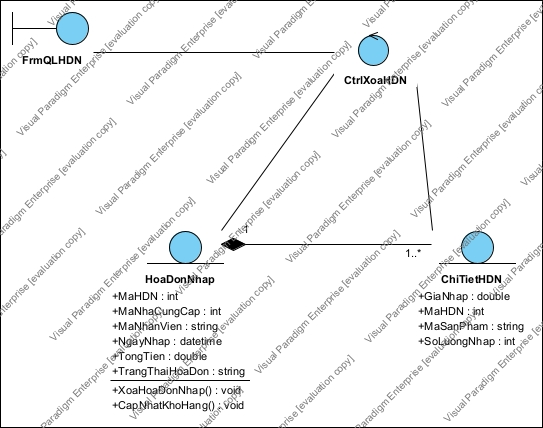 FrmQLHDN
CtrlXoaHDN
1
1..*
HoaDonNhap
+MaHDN : int
+MaNhaCungCap : int
+MaNhanVien : string
+NgayNhap : datetime
+TongTien : double
+TrangThaiHoaDon : string
+XoaHoaDonNhap() : void
+CapNhatKhoHang() : void
ChiTietHDN
+GiaNhap : double
+MaHDN : int
+MaSanPham : string
+SoLuongNhap : int
Visual Paradigm Enterprise [evaluation copy]